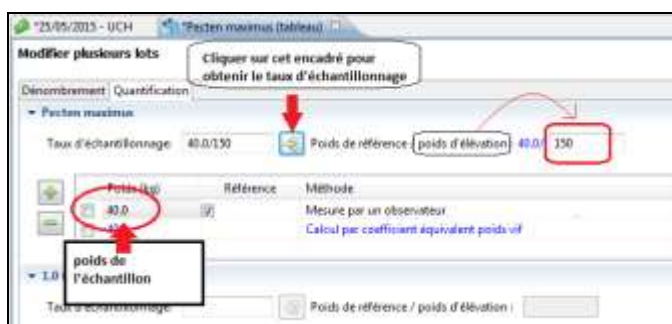 *25/05/2015 - UCH *Pecten maximus (tableau)
Modifier plusieurs lots
Cliquer sur cet encadré pour
obtenir le taux d'échantillonnage
Dénombrement Quantification
Pecten maximus
Taux d'échantillonnage: 40.0/150 Poids de référence / poids d'élévation : 40.0/ 150
Poids (kg) Référence Méthode
40.0 Mesure par un observateur
Calcul par coefficient équivalent poids vif
poids de
l'échantillon
1.0
Taux d'échantillonnage: Poids de référence / poids d'élévation :